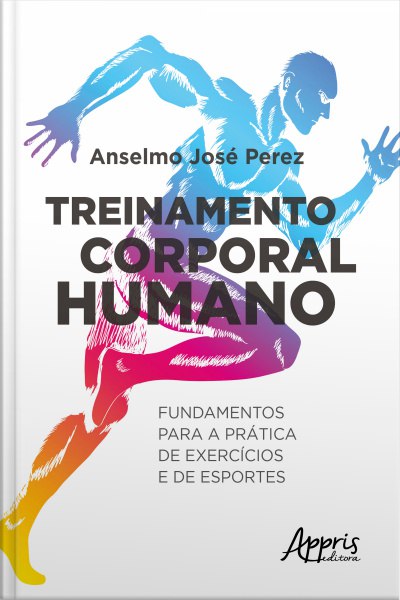 Anselmo José Perez
TREINAMENTO
CORPORAL
HUMANO
FUNDAMENTOS
PARA A PRÁTICA
DE EXERCÍCIOS
E DE ESPORTES
Appris
editora